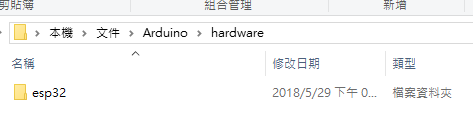 剪貼簿 組合管理 新增
本機 > 文件 > Arduino > hardware
名稱 修改日期 類型
esp32 2018/5/29 下午 0... 檔案資料夾